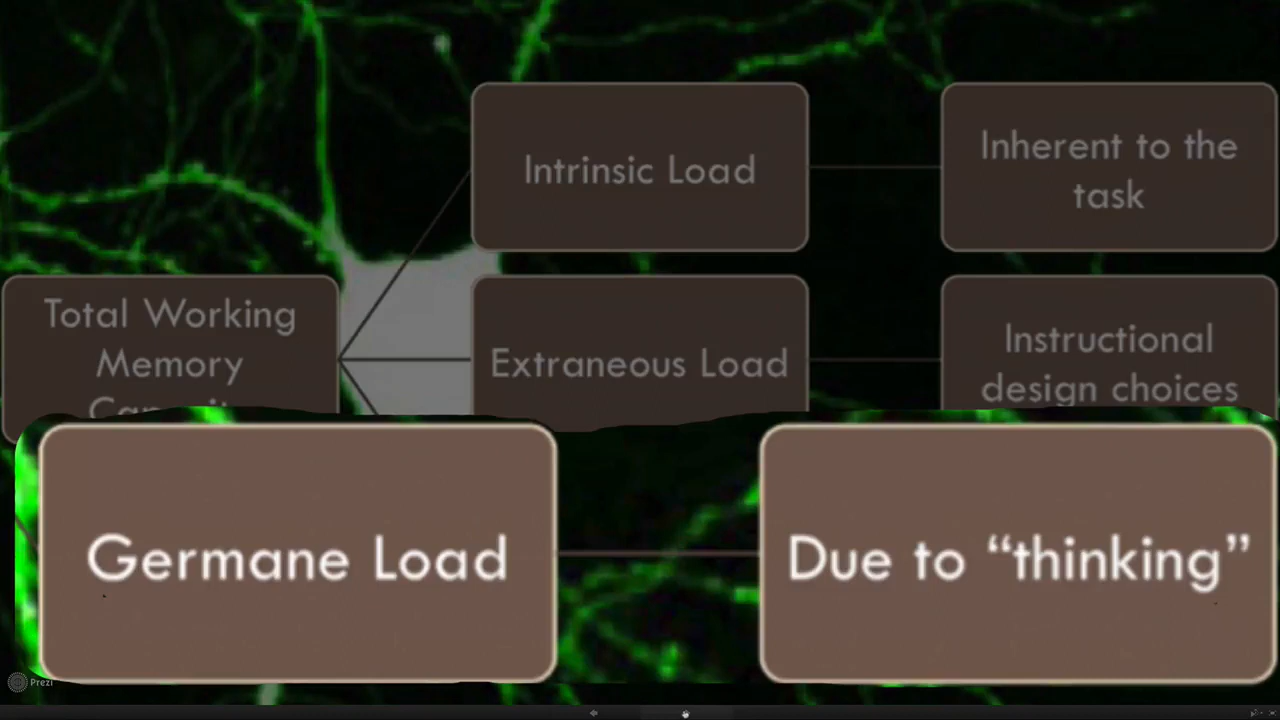 Intrinsic Load
Inherent to the
task
Total Working
Memory
Extraneous Load
Instructional
design choices
Germane Load
Due to “thinking”
Prezi